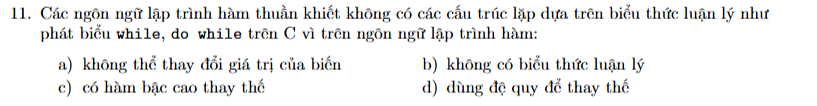 11. Các ngôn ngữ lập trình hàm thuần khiết không có các cấu trúc lặp dựa trên biểu thức luận lý như
phát biểu while, do while trên C vì trên ngôn ngữ lập trình hàm:
a) không thể thay đổi giá trị của biến b) không có biểu thức luận lý
c) có hàm bậc cao thay thế d) dùng đệ quy để thay thế